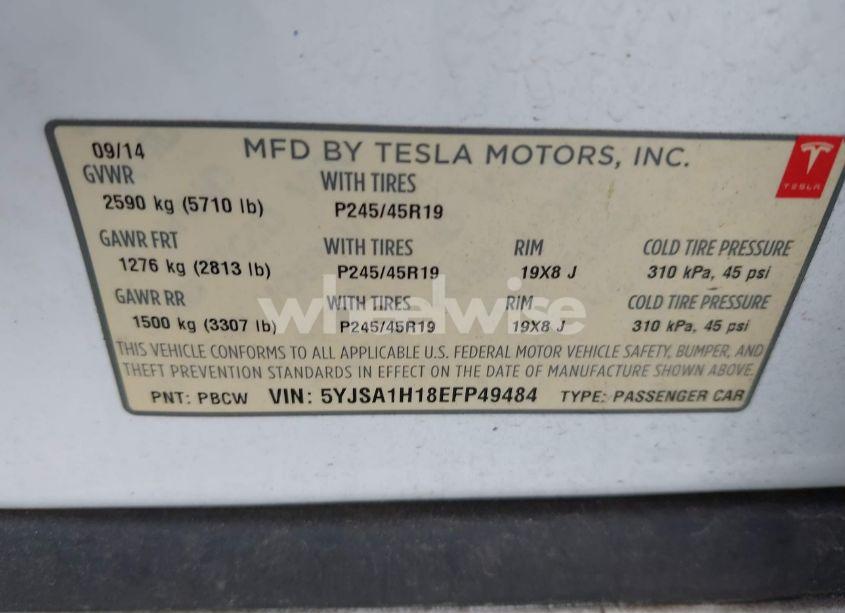 09/14 MFD BY TESLA MOTORS, INC.
TESLA
GVWR WITH TIRES
2590 kg (5710 lb) P245/45R19
GAWR FRT WITH TIRES RIM COLD TIRE PRESSURE
1276 kg (2813 lb) P245/45R19 19X8 J 310 kPa, 45 psi
GAWR RR WITH TIRES RIM COLD TIRE PRESSURE
1500 kg (3307 lb) P245/45R19 19X8 J 310 kPa, 45 psi
wheelwise
THIS VEHICLE CONFORMS TO ALL APPLICABLE U.S. FEDERAL MOTOR VEHICLE SAFETY, BUMPER, AND
THEFT PREVENTION STANDARDS IN EFFECT ON THE DATE OF MANUFACTURE SHOWN ABOVE.
PNT: PBCW VIN: 5YJSA1H18EFP49484 TYPE: PASSENGER CAR